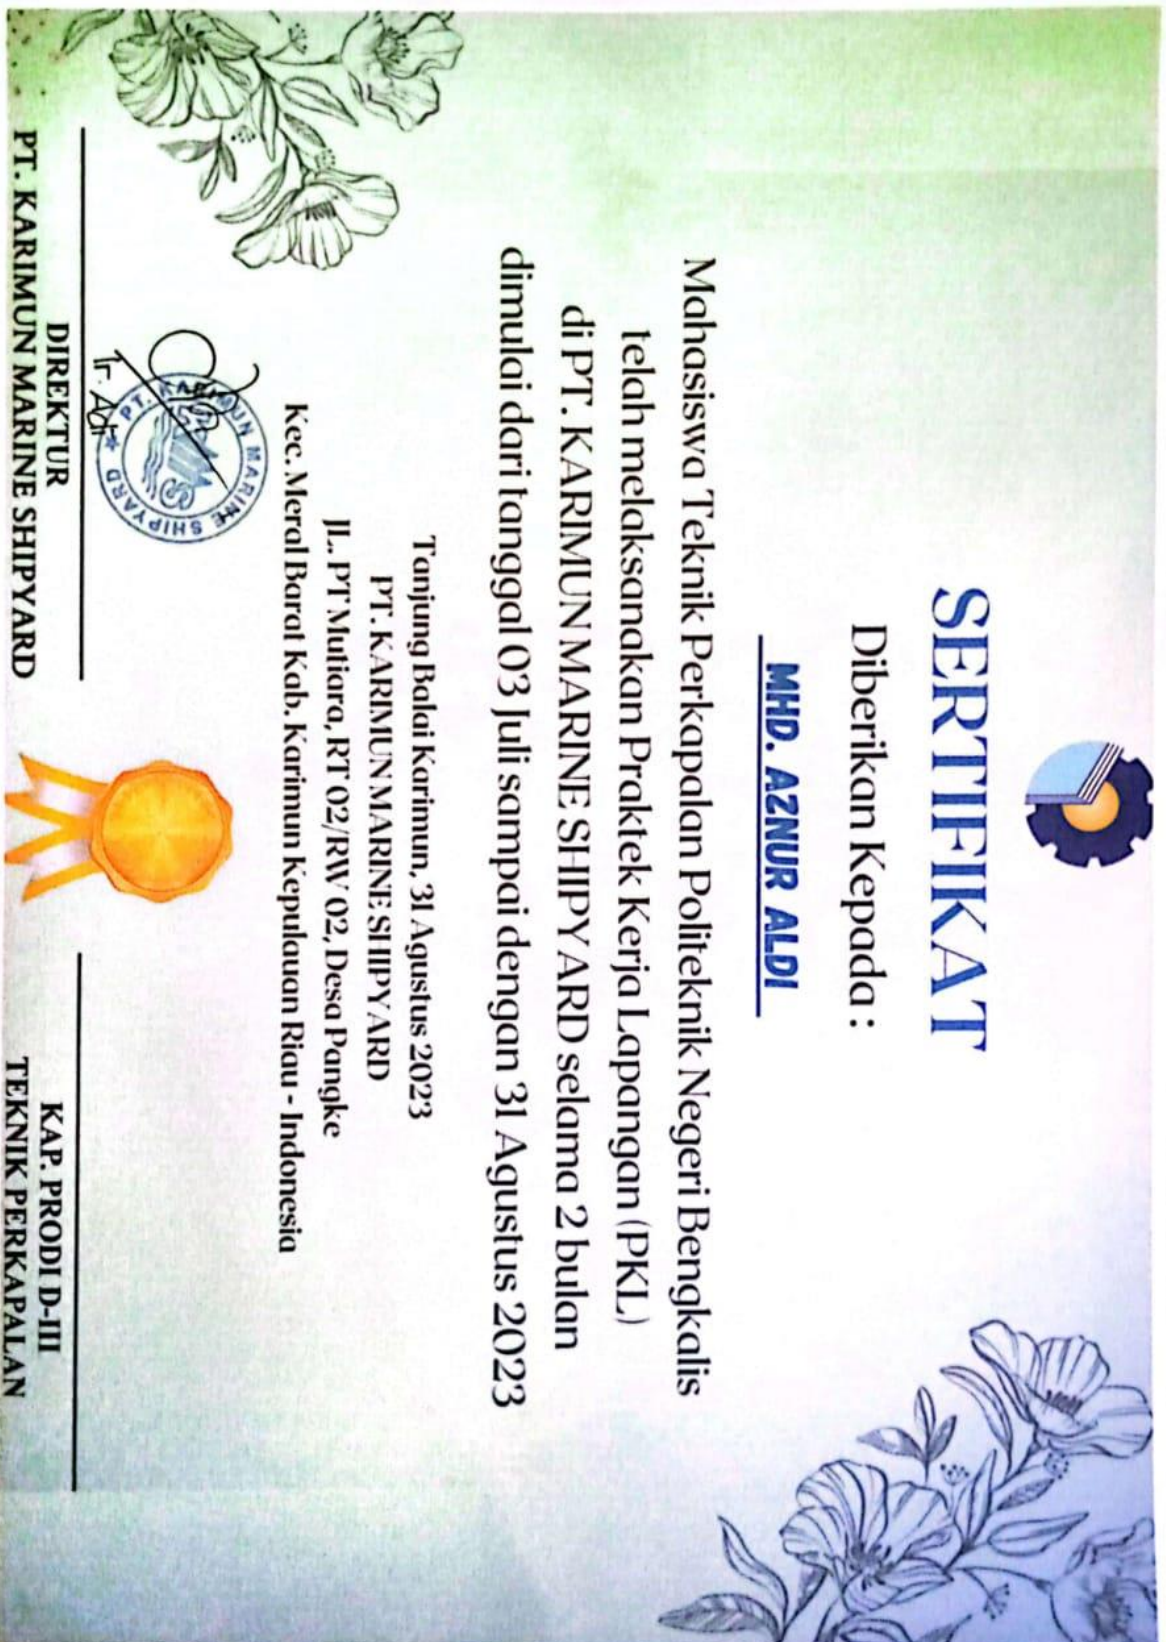 SERTIFIKAT
Diberikan Kepada :
MHD. AZNUR ALDI
Mahasiswa Teknik Perkapalan Politeknik Negeri Bengkalis
telah melaksanakan Praktek Kerja Lapangan (PKL)
di PT. KARIMUN MARINE SHIPYARD selama 2 bulan
dimulai dari tanggal 03 Juli sampai dengan 31 Agustus 2023
Tanjung Balai Karimun, 31 Agustus 2023
PT. KARIMUN MARINE SHIPYARD
JL. PT Mutiara, RT 02/RW 02, Desa Pangke
Kec. Meral Barat Kab. Karimun Kepulauan Riau - Indonesia
PT. KARIMUN MARINE SHIPYARD
DIREKTUR
PT. KARIMUN MARINE SHIPYARD
KAP. PRODI D-III
TEKNIK PERKAPALAN